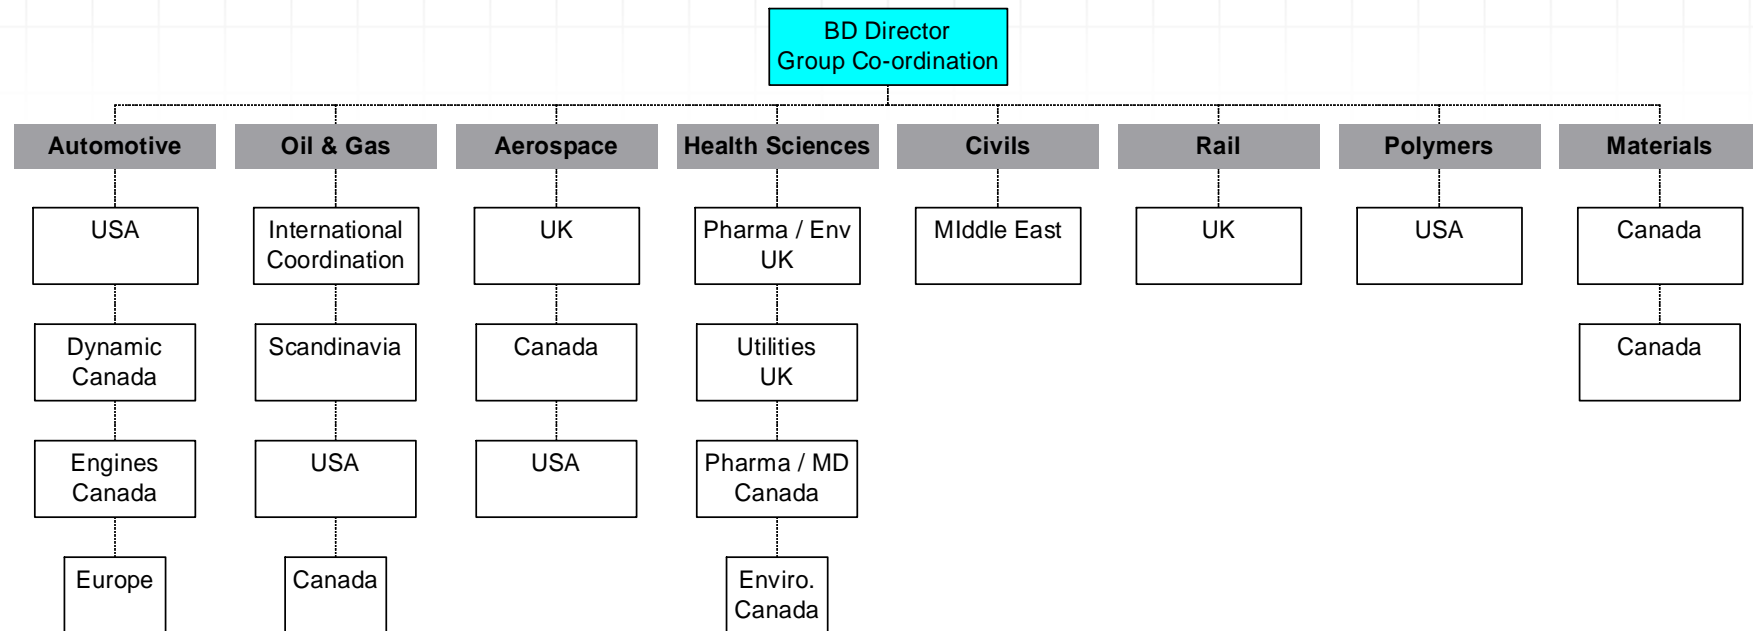 BD Director
Group Co-ordination
Automotive
Oil & Gas
Aerospace
Health Sciences
Civils
Rail
Polymers
Materials
USA
International
Coordination
UK
Pharma / Env
UK
MIddle East
UK
USA
Canada
Dynamic
Canada
Scandinavia
Canada
Utilities
UK
Canada
Engines
Canada
USA
USA
Pharma / MD
Canada
Europe
Canada
Enviro.
Canada